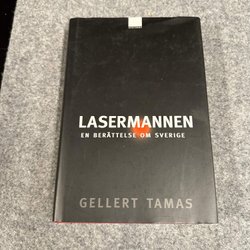 LASERMANNEN
EN BERÄTTELSE OM SVERIGE
GELLERT TAMAS